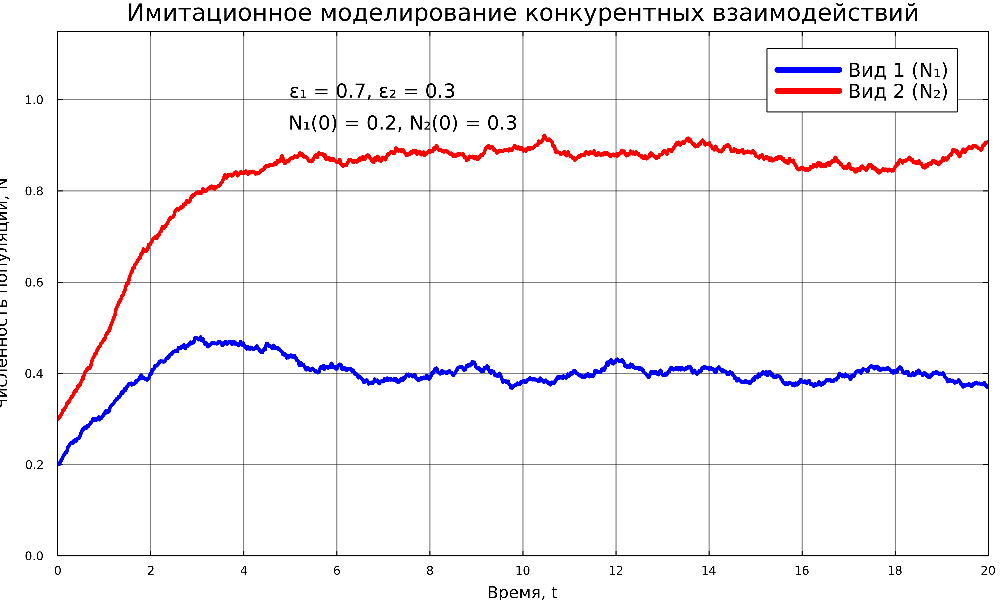 Имитационное моделирование конкурентных взаимодействий
Вид 1 (N₁)
Вид 2 (N₂)
ε₁ = 0.7, ε₂ = 0.3
N₁(0) = 0.2, N₂(0) = 0.3
Численность популяции, N
1.0
0.8
0.6
0.4
0.2
0.0
0 2 4 6 8 10 12 14 16 18 20
Время, t